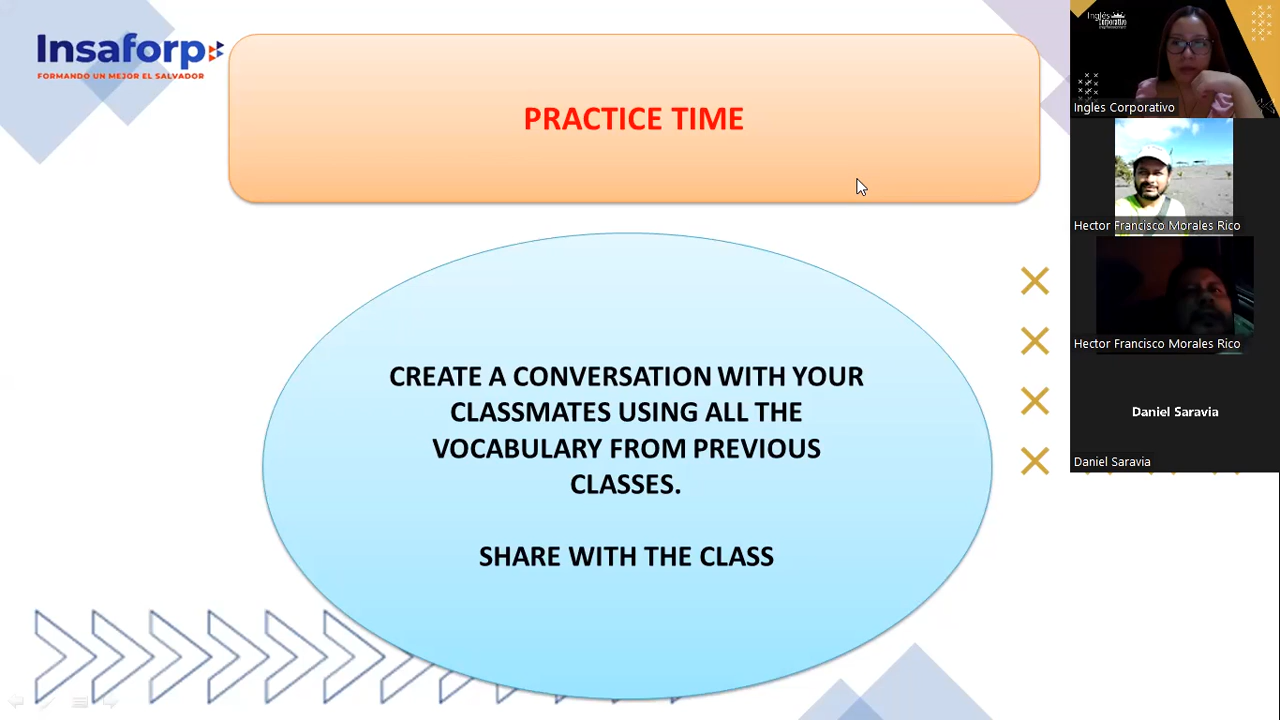 Insaforp
FORMANDO UN MEJOR EL SALVADOR
PRACTICE TIME
CREATE A CONVERSATION WITH YOUR
CLASSMATES USING ALL THE
VOCABULARY FROM PREVIOUS
CLASSES.
SHARE WITH THE CLASS
Inglés
Corporativo
Ingles Corporativo
Hector Francisco Morales Rico
Hector Francisco Morales Rico
Daniel Saravia
Daniel Saravia